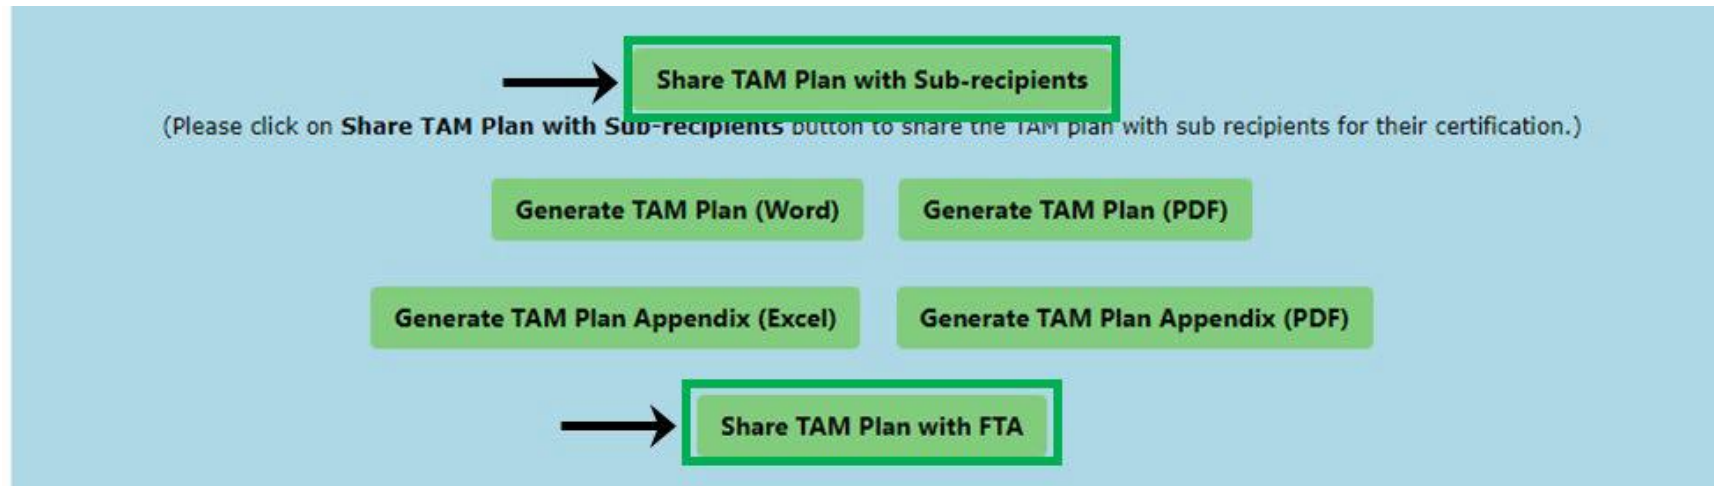 Share TAM Plan with Sub-recipients
(Please click on Share TAM Plan with Sub-recipients button to share the TAM plan with sub recipients for their certification.)
Generate TAM Plan (Word) Generate TAM Plan (PDF)
Generate TAM Plan Appendix (Excel) Generate TAM Plan Appendix (PDF)
Share TAM Plan with FTA